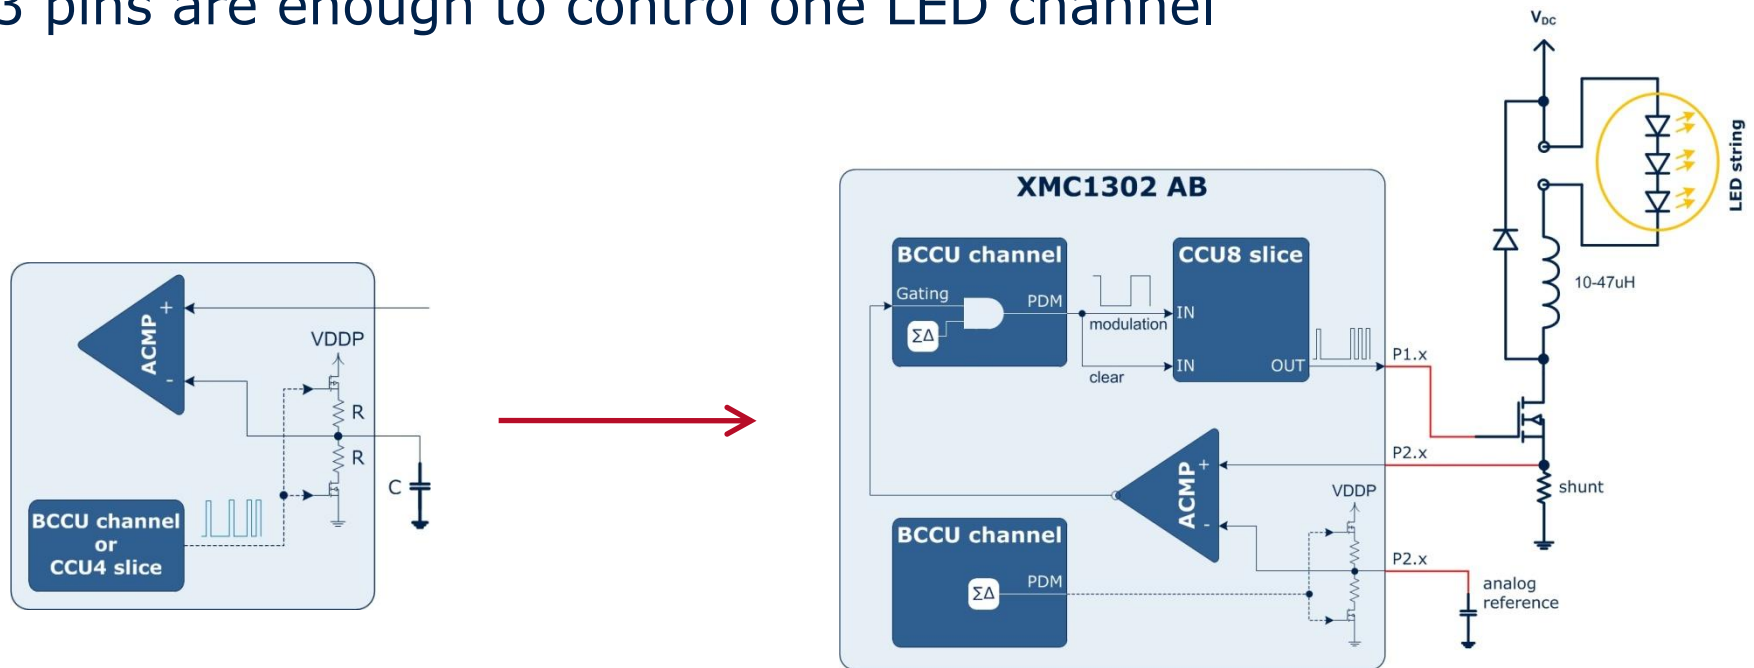 3 pins are enough to control one LED channel
ACMP
+
-
VDDP
R
R
C
BCCU channel
or
CCU4 slice
XMC1302 AB
BCCU channel
Gating
PDM
ΣΔ
modulation
clear
CCU8 slice
IN
IN
OUT
P1.x
ACMP
+
-
P2.x
VDDP
P2.x
BCCU channel
ΣΔ
PDM
VDC
LED string
10-47uH
shunt
analog
reference